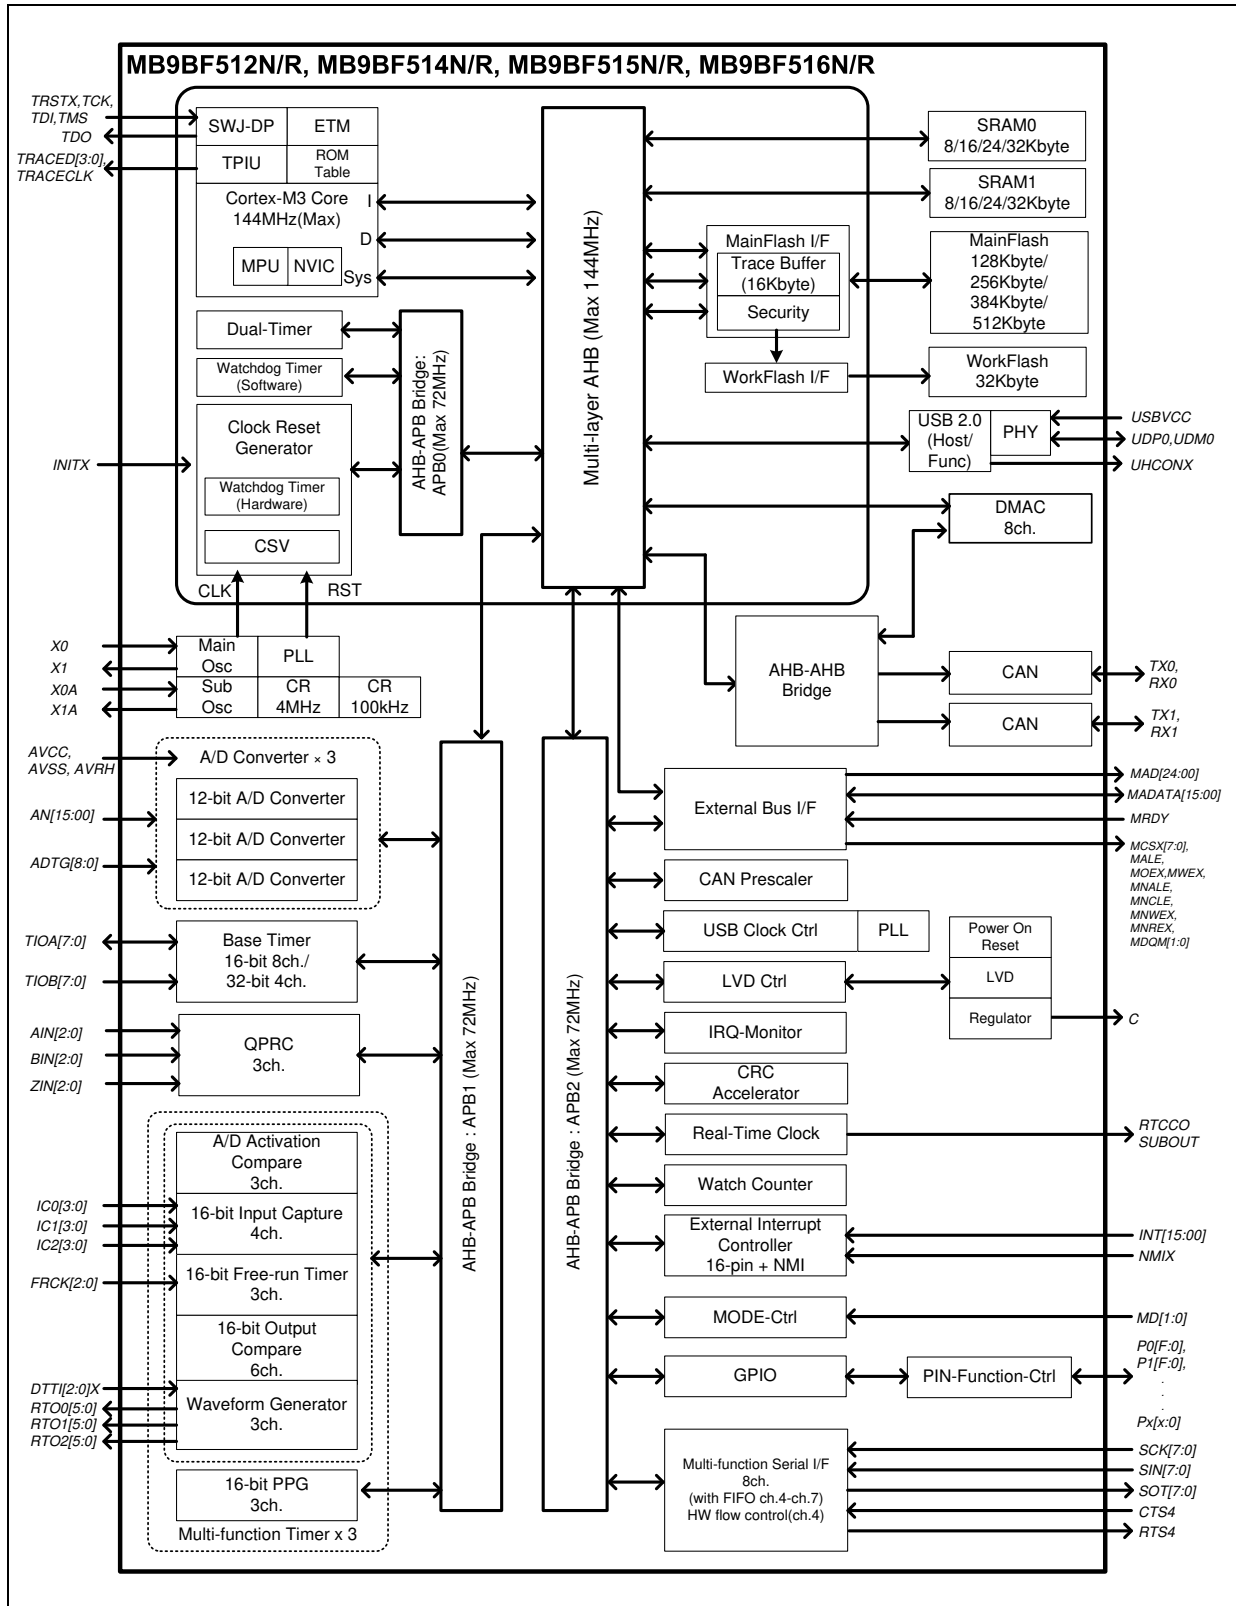 MB9BF512N/R, MB9BF514N/R, MB9BF515N/R, MB9BF516N/R
TRSTX,TCK,
TDI,TMS
TDO
TRACED[3:0],
TRACECLK
SWJ-DP
ETM
TPIU
ROM
Table
Cortex-M3 Core
144MHz(Max)
I
D
Sys
MPU
NVIC
Dual-Timer
Watchdog Timer
(Software)
Clock Reset
Generator
Watchdog Timer
(Hardware)
CSV
INITX
CLK
RST
AHB-APB Bridge:
APB0(Max 72MHz)
Multi-layer AHB (Max 144MHz)
SRAM0
8/16/24/32Kbyte
SRAM1
8/16/24/32Kbyte
MainFlash I/F
Trace Buffer
(16Kbyte)
Security
MainFlash
128Kbyte/
256Kbyte/
384Kbyte/
512Kbyte
WorkFlash I/F
WorkFlash
32Kbyte
USB 2.0
(Host/
Func)
PHY
USBVCC
UDP0,UDM0
UHCONX
DMAC
8ch.
AHB-AHB
Bridge
CAN
TX0,
RX0
CAN
TX1,
RX1
X0
X1
X0A
X1A
Main
Osc
PLL
Sub
Osc
CR
4MHz
CR
100kHz
AVCC,
AVSS, AVRH
AN[15:00]
ADTG[8:0]
A/D Converter × 3
12-bit A/D Converter
12-bit A/D Converter
12-bit A/D Converter
TIOA[7:0]
TIOB[7:0]
Base Timer
16-bit 8ch./
32-bit 4ch.
AIN[2:0]
BIN[2:0]
ZIN[2:0]
QPRC
3ch.
A/D Activation
Compare
3ch.
IC0[3:0]
IC1[3:0]
IC2[3:0]
16-bit Input Capture
4ch.
FRCK[2:0]
16-bit Free-run Timer
3ch.
16-bit Output
Compare
6ch.
DTTI[2:0]X
RTO0[5:0]
RTO1[5:0]
RTO2[5:0]
Waveform Generator
3ch.
16-bit PPG
3ch.
Multi-function Timer x 3
AHB-APB Bridge : APB1 (Max 72MHz)
AHB-APB Bridge : APB2 (Max 72MHz)
External Bus I/F
MAD[24:00]
MADATA[15:00]
MRDY
MCSX[7:0],
MALE,
MOEX,MWEX,
MNALE,
MNCLE,
MNWEX,
MNREX,
MDQM[1:0]
CAN Prescaler
USB Clock Ctrl
PLL
LVD Ctrl
Power On
Reset
LVD
Regulator
C
IRQ-Monitor
CRC
Accelerator
Real-Time Clock
RTCCO
SUBOUT
Watch Counter
External Interrupt
Controller
16-pin + NMI
INT[15:00]
NMIX
MODE-Ctrl
MD[1:0]
GPIO
PIN-Function-Ctrl
P0[F:0],
P1[F:0],
.
.
.
Px[x:0]
Multi-function Serial I/F
8ch.
(with FIFO ch.4-ch.7)
HW flow control(ch.4)
SCK[7:0]
SIN[7:0]
SOT[7:0]
CTS4
RTS4